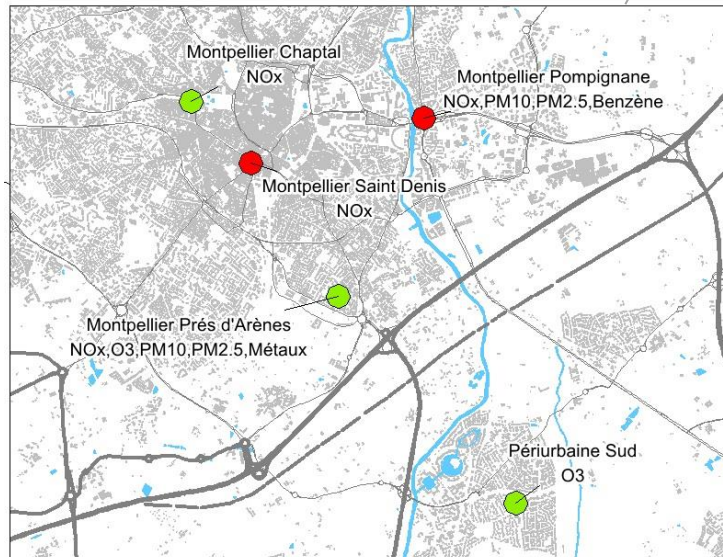 Montpellier Chaptal
NOx
Montpellier Pompignane
NOx,PM10,PM2.5,Benzène
Montpellier Saint Denis
NOx
Montpellier Prés d'Arènes
NOx,O3,PM10,PM2.5,Métaux
Périurbaine Sud
O3